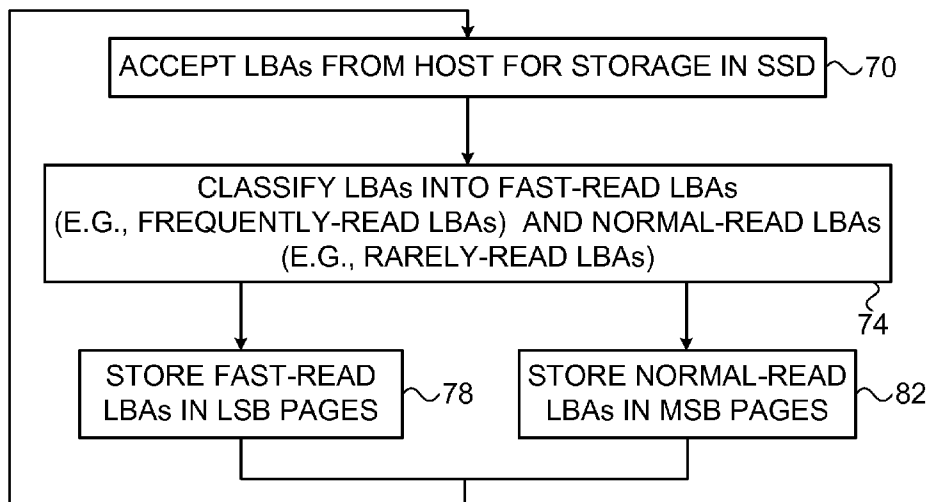 ACCEPT LBAs FROM HOST FOR STORAGE IN SSD
70
CLASSIFY LBAs INTO FAST-READ LBAs
(E.G., FREQUENTLY-READ LBAs) AND NORMAL-READ LBAs
(E.G., RARELY-READ LBAs)
74
STORE FAST-READ
LBAs IN LSB PAGES
78
STORE NORMAL-READ
LBAs IN MSB PAGES
82